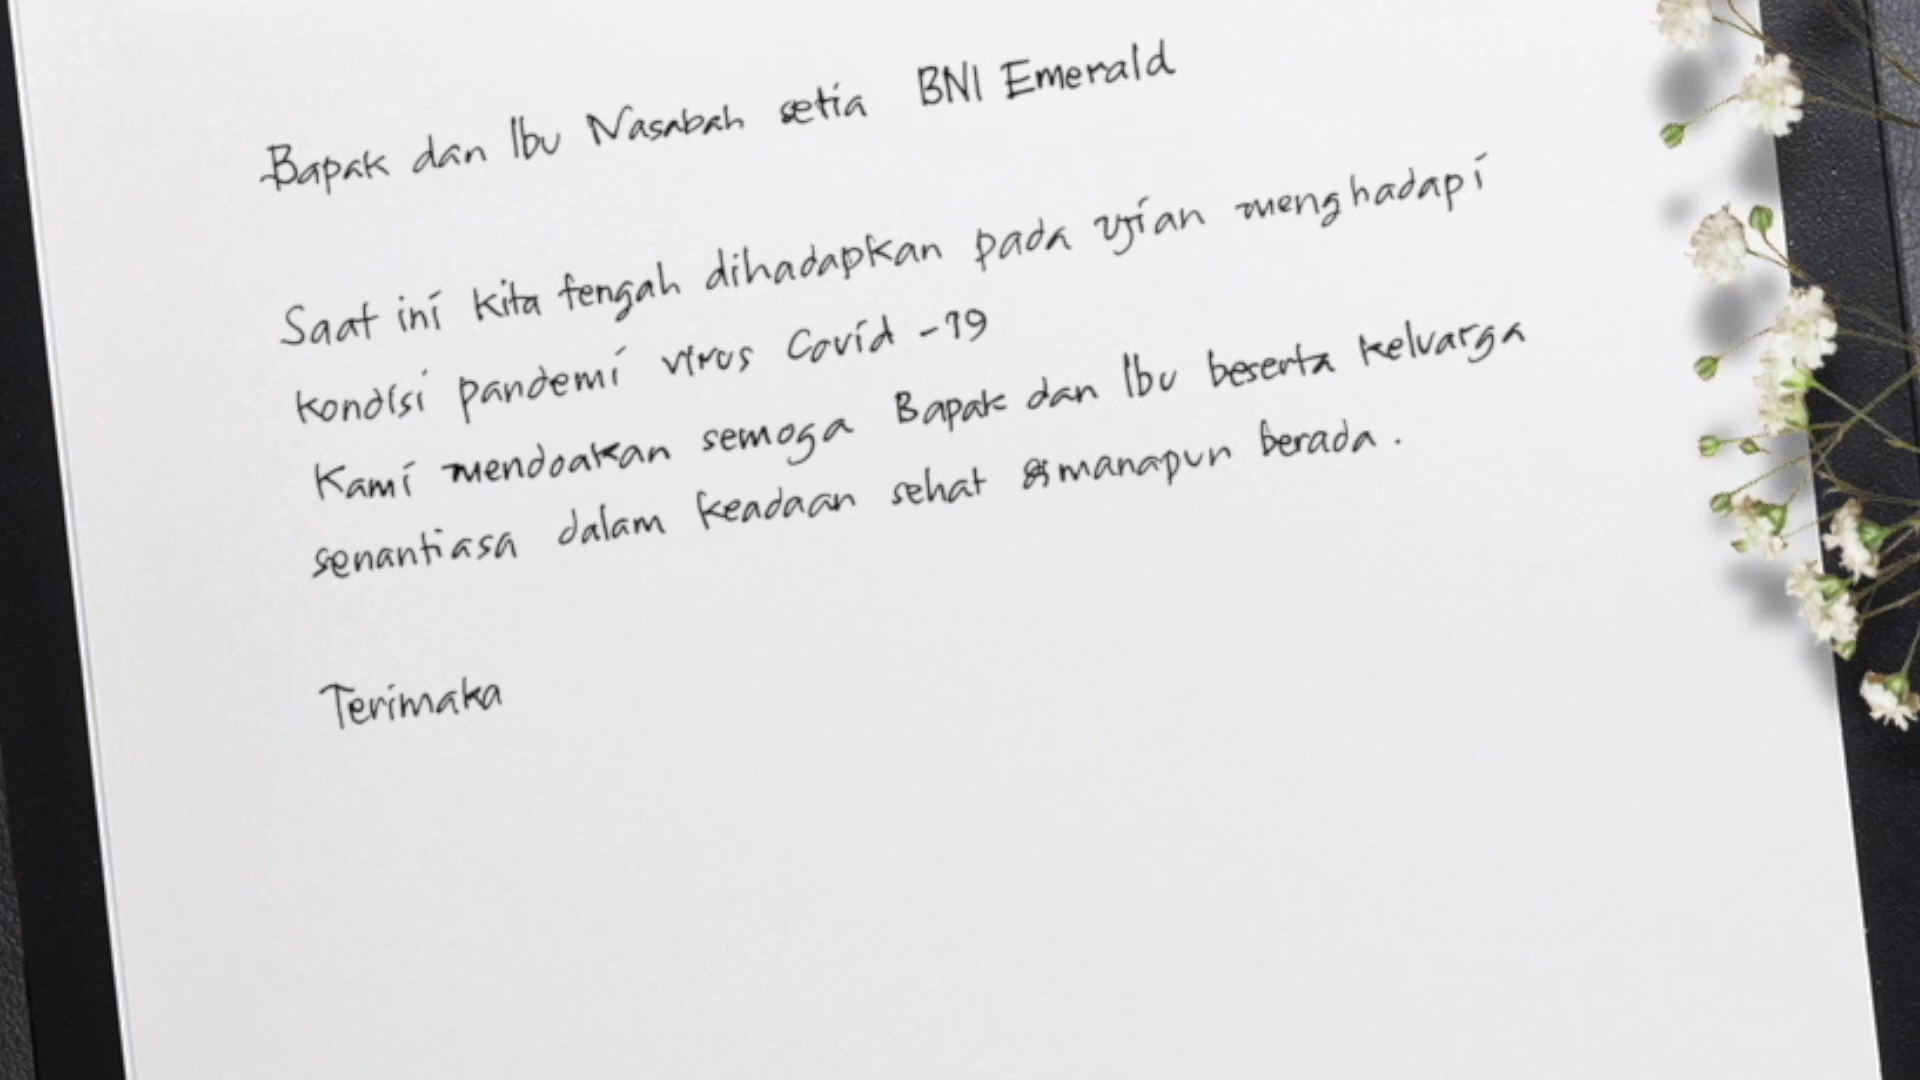 Bapak dan Ibu Nasabah setia BNI Emerald
Saat ini kita tengah dihadapkan pada ujian menghadapi
kondisi pandemi virus Covid-19
Kami mendoakan semoga Bapak dan Ibu beserta keluarga
senantiasa dalam keadaan sehat dimanapun berada.
Terimaka